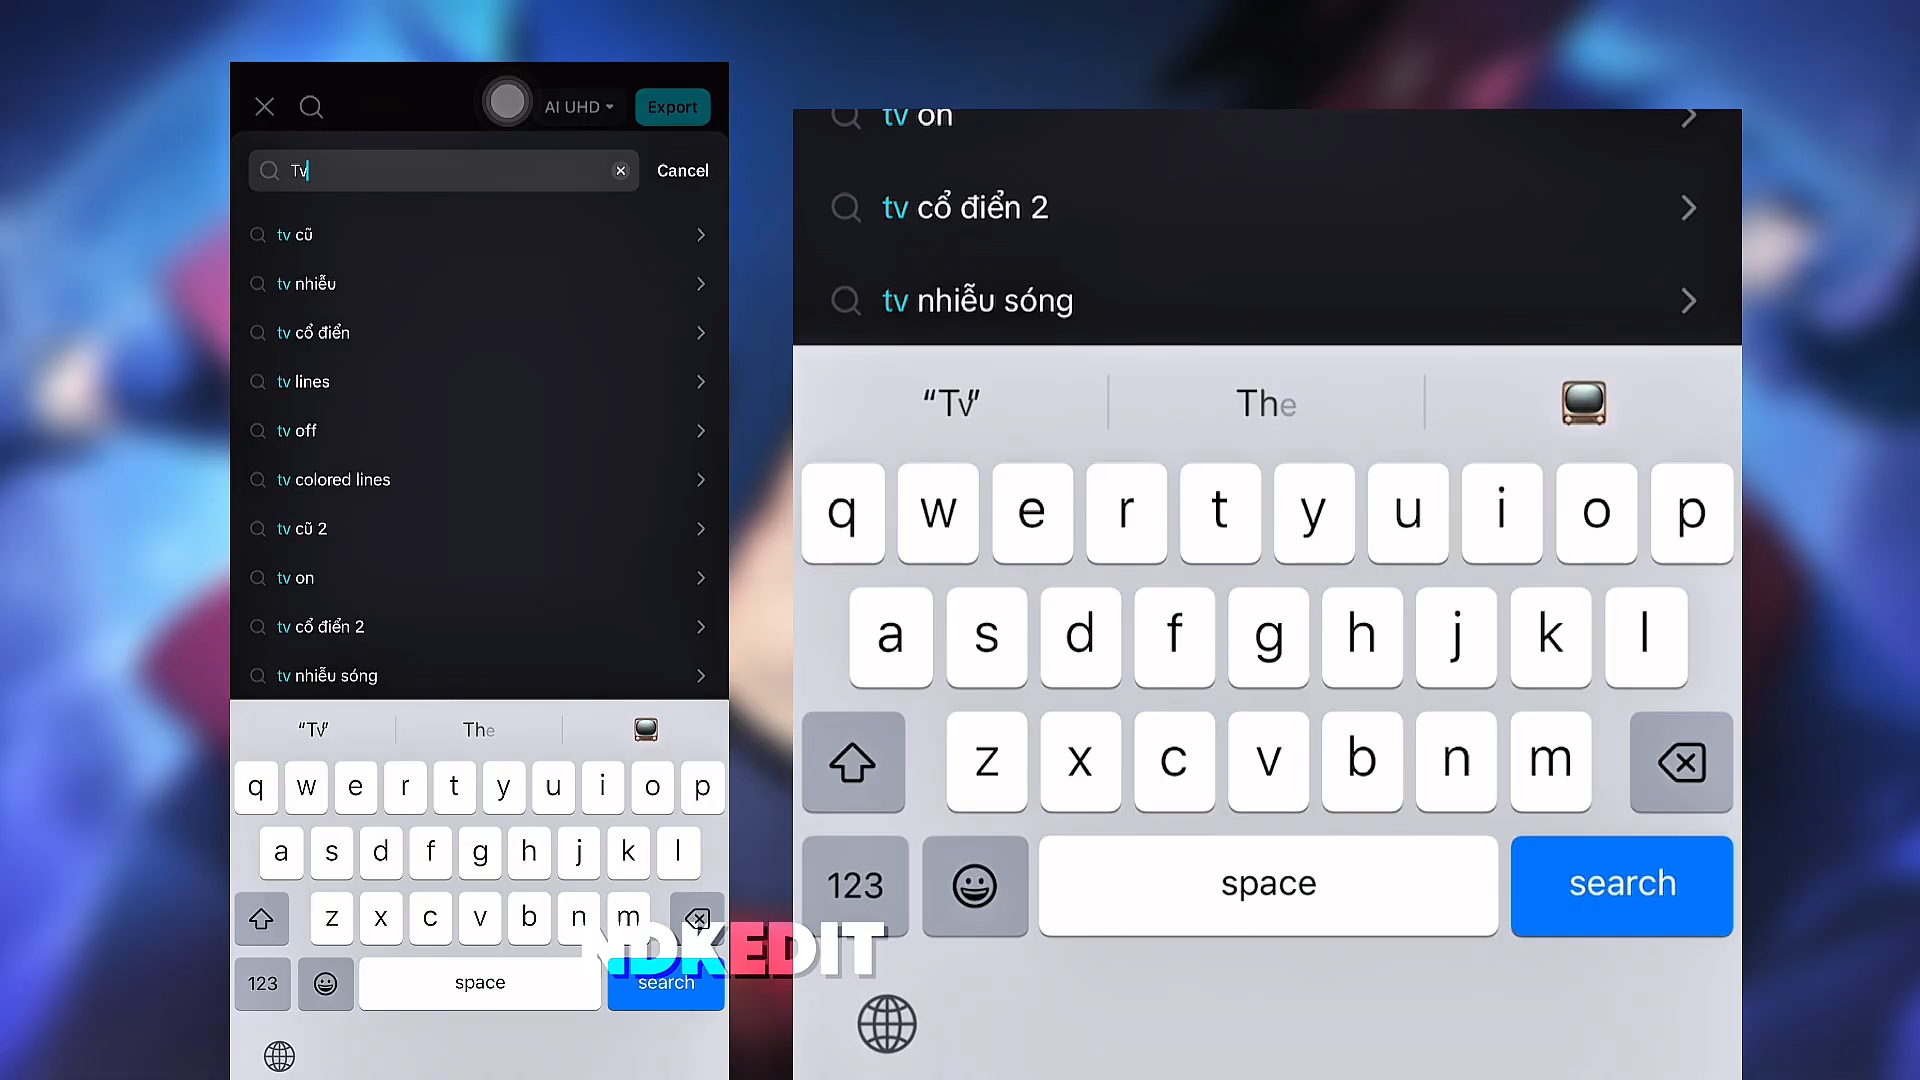 AI UHD
Export
Tv
Cancel
tv cũ
tv nhiễu
tv cổ điển
tv lines
tv off
tv colored lines
tv cũ 2
tv on
tv cổ điển 2
tv nhiễu sóng
“Tv”
The
q w e r t y u i o p
a s d f g h j k l
z x c v b n m
123
space
search
tv on
tv cổ điển 2
tv nhiễu sóng
“Tv”
The
q w e r t y u i o p
a s d f g h j k l
z x c v b n m
123
space
search
NDKEDIT